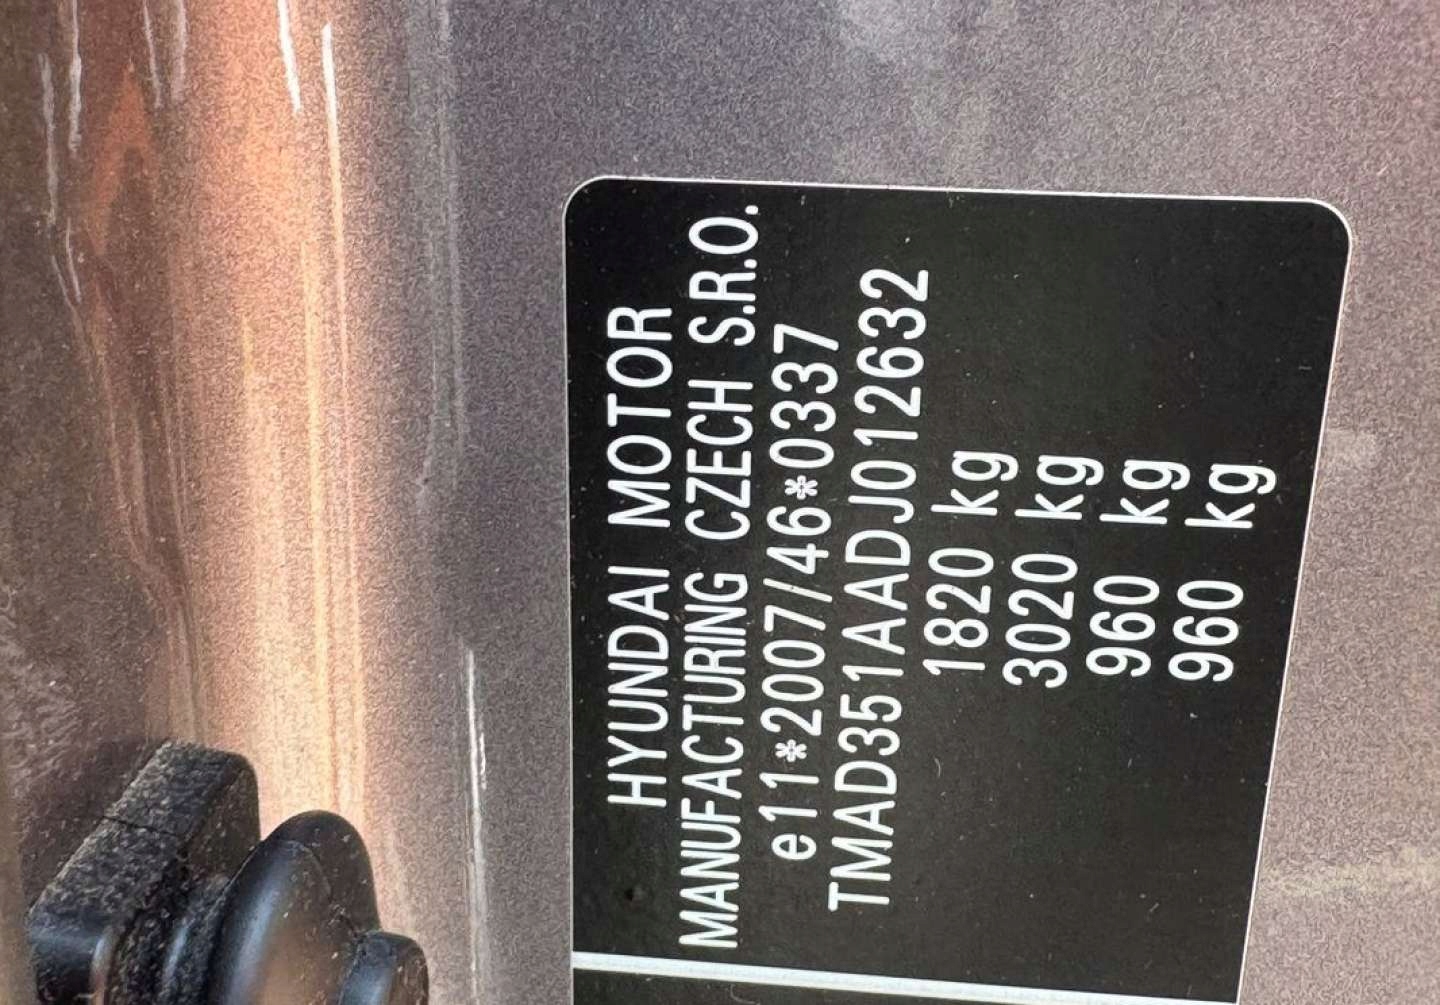 HYUNDAI MOTOR
MANUFACTURING CZECH S.R.O.
e11*2007/46*0337
TMAD351AADJ012632
1820 kg
3020 kg
960 kg
960 kg